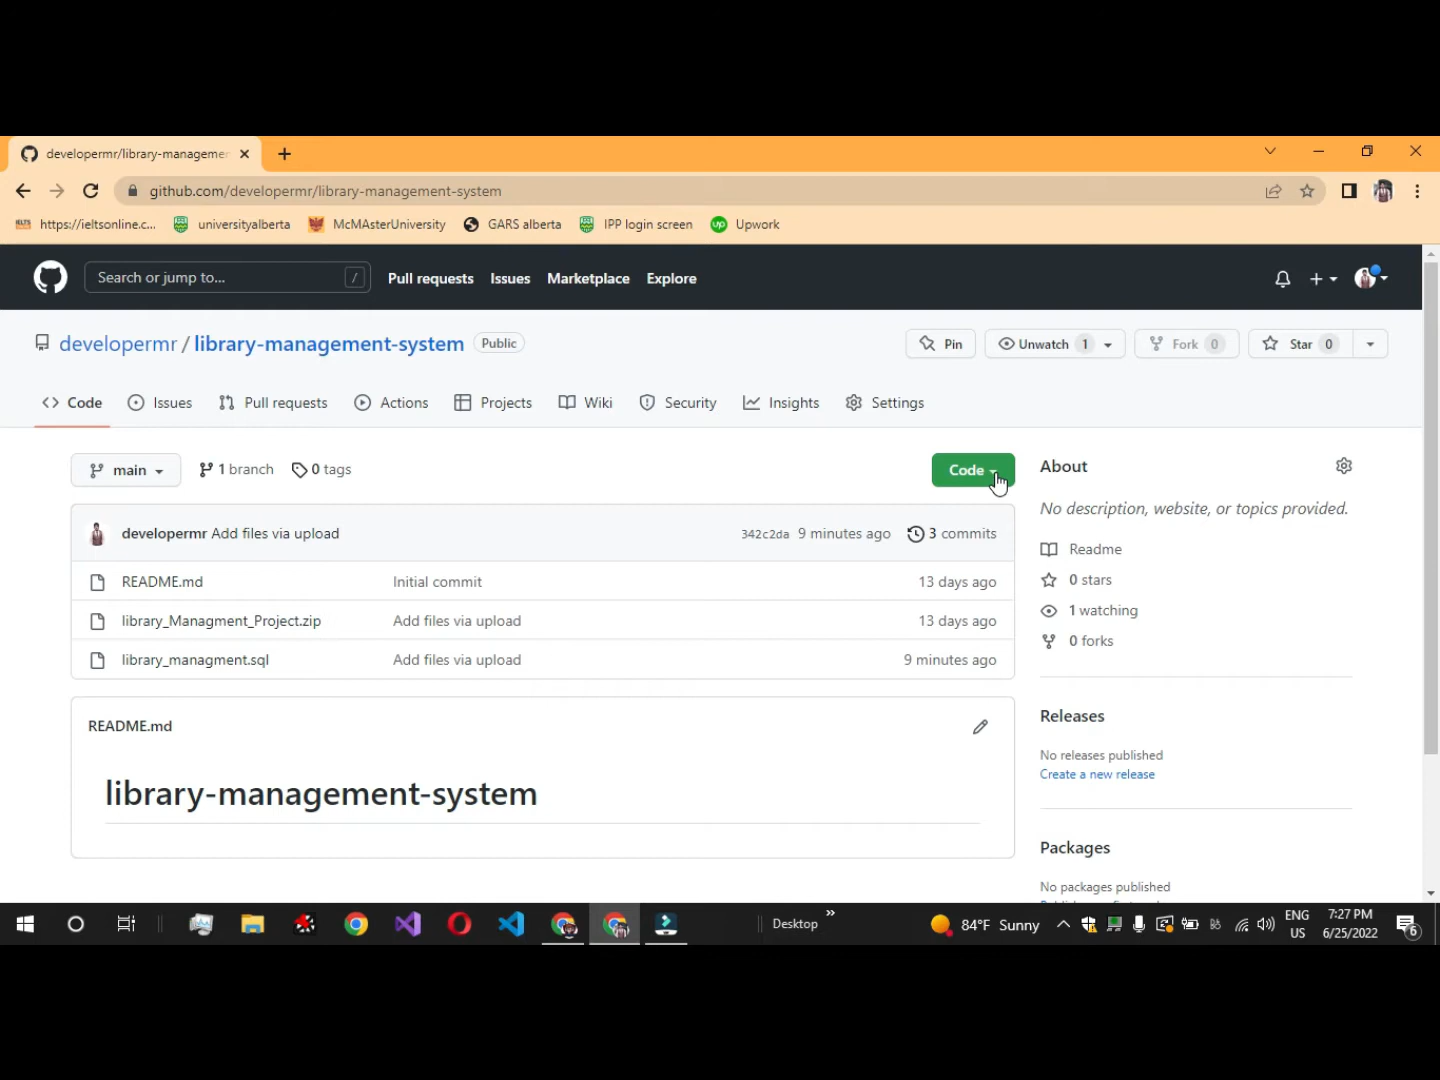 developermr/library-managemer
github.com/developermr/library-management-system
https://ieltsonline.c... universityalberta McMAsterUniversity GARS alberta IPP login screen Upwork
Search or jump to... / Pull requests Issues Marketplace Explore
developermr / library-management-system Public Pin Unwatch 1 Fork 0 Star 0
Code Issues Pull requests Actions Projects Wiki Security Insights Settings
main 1 branch 0 tags Code
developermr Add files via upload 342c2da 9 minutes ago 3 commits
README.md Initial commit 13 days ago
library_Managment_Project.zip Add files via upload 13 days ago
library_managment.sql Add files via upload 9 minutes ago
README.md
library-management-system
About
No description, website, or topics provided.
Readme
0 stars
1 watching
0 forks
Releases
No releases published
Create a new release
Packages
No packages published
Desktop » 84°F Sunny ENG US 7:27 PM 6/25/2022 6